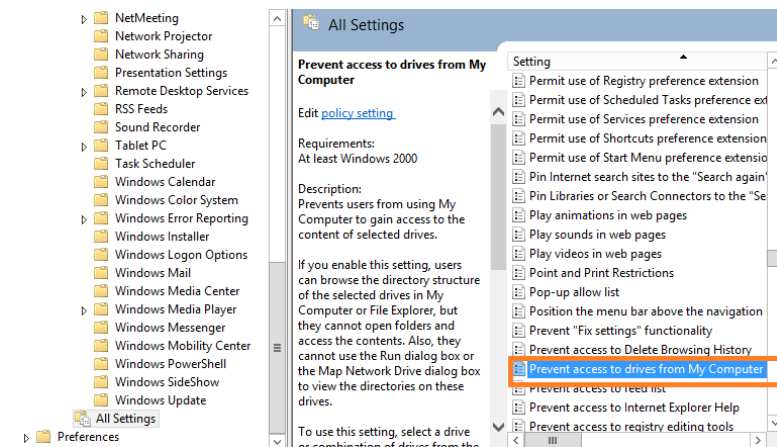 NetMeeting
Network Projector
Network Sharing
Presentation Settings
Remote Desktop Services
RSS Feeds
Sound Recorder
Tablet PC
Task Scheduler
Windows Calendar
Windows Color System
Windows Error Reporting
Windows Installer
Windows Logon Options
Windows Mail
Windows Media Center
Windows Media Player
Windows Messenger
Windows Mobility Center
Windows PowerShell
Windows SideShow
Windows Update
All Settings
Preferences
All Settings
Prevent access to drives from My
Computer
Edit policy setting
Requirements:
At least Windows 2000
Description:
Prevents users from using My
Computer to gain access to the
content of selected drives.
If you enable this setting, users
can browse the directory structure
of the selected drives in My
Computer or File Explorer, but
they cannot open folders and
access the contents. Also, they
cannot use the Run dialog box or
the Map Network Drive dialog box
to view the directories on these
drives.
To use this setting, select a drive
or combination of drives from the
Setting
Permit use of Registry preference extension
Permit use of Scheduled Tasks preference ext
Permit use of Services preference extension
Permit use of Shortcuts preference extension
Permit use of Start Menu preference extensio
Pin Internet search sites to the "Search again"
Pin Libraries or Search Connectors to the "Se
Play animations in web pages
Play sounds in web pages
Play videos in web pages
Point and Print Restrictions
Pop-up allow list
Position the menu bar above the navigation
Prevent "Fix settings" functionality
Prevent access to Delete Browsing History
Prevent access to drives from My Computer
Prevent access to feed list
Prevent access to Internet Explorer Help
Prevent access to registry editing tools